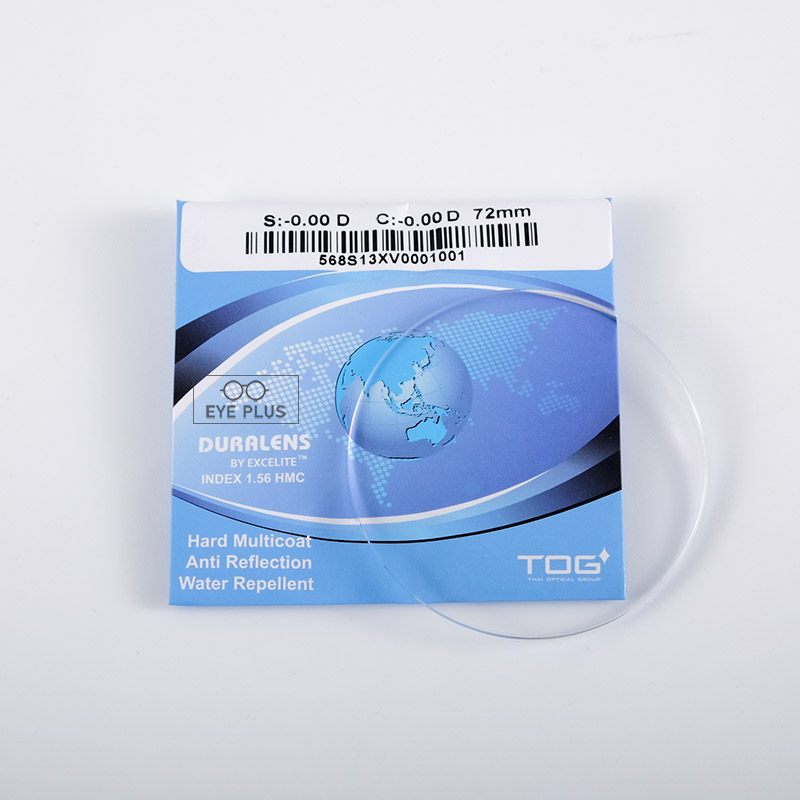 S:-0.00 D C:-0.00 D 72mm
568S13XV0001001
EYE PLUS
DURALENS
BY EXCELITE™
INDEX 1.56 HMC
Hard Multicoat
Anti Reflection
Water Repellent
TOG
THAI OPTICAL GROUP